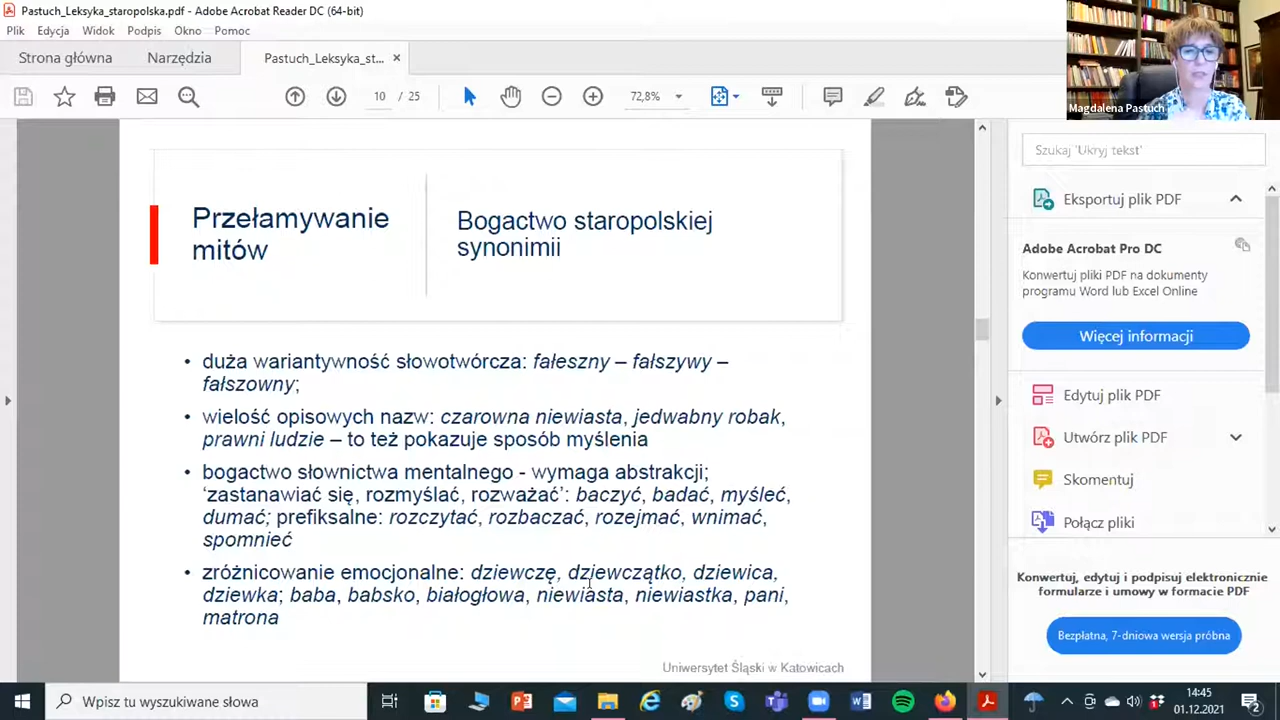 Pastuch_Leksyka_staropolska.pdf - Adobe Acrobat Reader DC (64-bit)
Plik Edycja Widok Podpis Okno Pomoc
Strona główna Narzędzia Pastuch_Leksyka_st... ×
10 / 25 72,8%
Magdalena Pastuch
Szukaj 'Ukryj tekst'
Eksportuj plik PDF
Adobe Acrobat Pro DC
Konwertuj pliki PDF na dokumenty
programu Word lub Excel Online
Więcej informacji
Edytuj plik PDF
Utwórz plik PDF
Skomentuj
Połącz pliki
Konwertuj, edytuj i podpisuj elektronicznie
formularze i umowy w formacie PDF
Bezpłatna, 7-dniowa wersja próbna
Przełamywanie
mitów
Bogactwo staropolskiej
synonimii
• duża wariantywność słowotwórcza: fałeszny – fałszywy –
fałszowny;
• wielość opisowych nazw: czarowna niewiasta, jedwabny robak,
prawni ludzie – to też pokazuje sposób myślenia
• bogactwo słownictwa mentalnego - wymaga abstrakcji;
‘zastanawiać się, rozmyślać, rozważać’: baczyć, badać, myśleć,
dumać; prefiksalne: rozczytać, rozbaczać, rozejmać, wnimać,
spomnieć
• zróżnicowanie emocjonalne: dziewczę, dziewczątko, dziewica,
dziewka; baba, babsko, białogłowa, niewiasta, niewiastka, pani,
matrona
Uniwersytet Śląski w Katowicach
Wpisz tu wyszukiwane słowa
14:45
01.12.2021
2